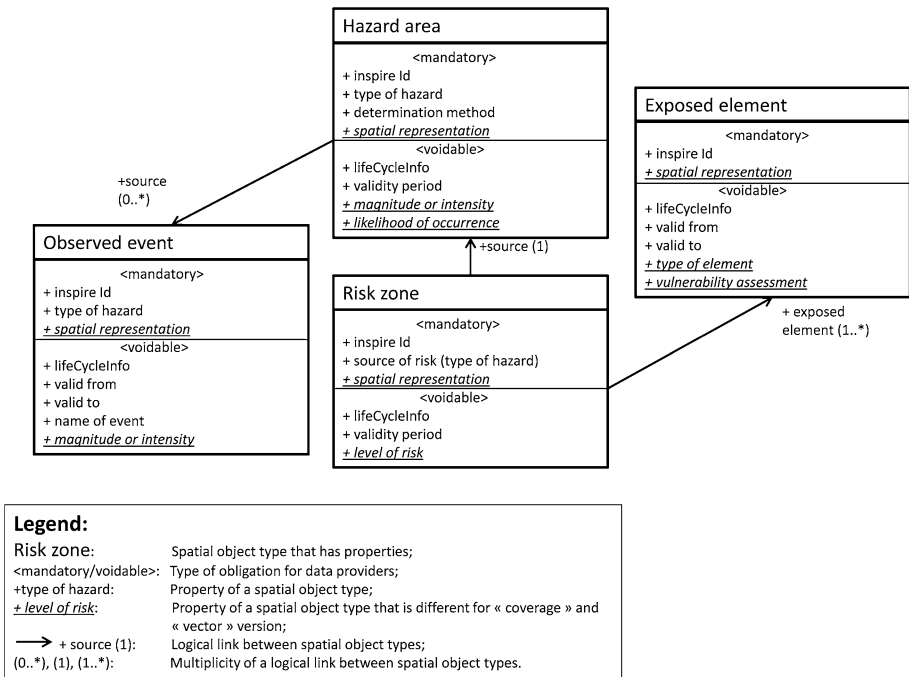 Hazard area
<mandatory>
+ inspire Id
+ type of hazard
+ determination method
+ spatial representation
<voidable>
+ lifeCycleInfo
+ validity period
+ magnitude or intensity
+ likelihood of occurrence
Exposed element
<mandatory>
+ inspire Id
+ spatial representation
<voidable>
+ lifeCycleInfo
+ valid from
+ valid to
+ type of element
+ vulnerability assessment
+source
(0..*)
Observed event
<mandatory>
+ inspire Id
+ type of hazard
+ spatial representation
<voidable>
+ lifeCycleInfo
+ valid from
+ valid to
+ name of event
+ magnitude or intensity
+source (1)
Risk zone
<mandatory>
+ inspire Id
+ source of risk (type of hazard)
+ spatial representation
<voidable>
+ lifeCycleInfo
+ validity period
+ level of risk
+ exposed
element (1..*)
Legend:
Risk zone: Spatial object type that has properties;
<mandatory/voidable>: Type of obligation for data providers;
+type of hazard: Property of a spatial object type;
+ level of risk: Property of a spatial object type that is different for « coverage » and
« vector » version;
+ source (1): Logical link between spatial object types;
(0..*), (1), (1..*): Multiplicity of a logical link between spatial object types.